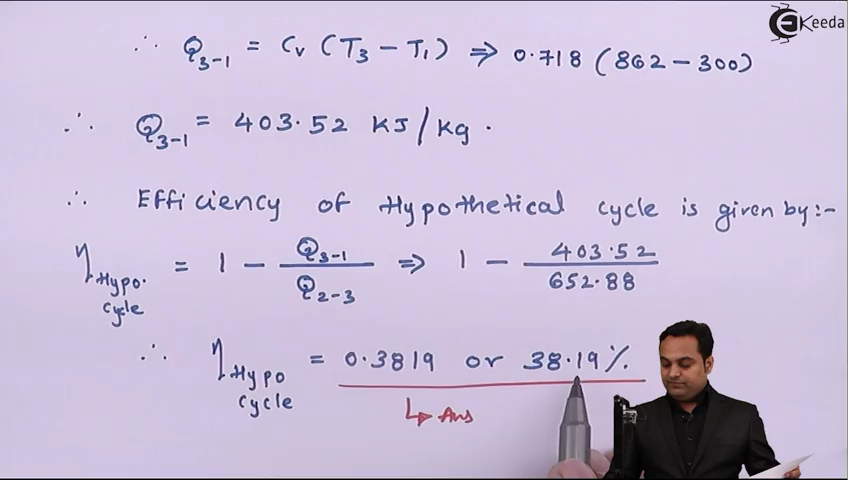 Ekeeda
∴ Q3-1 = Cv (T3 − T1) ⇒ 0.718 (862 − 300)
∴ Q3-1 = 403.52 KJ/Kg.
∴ Efficiency of Hypothetical cycle is given by:-
ηHypo. cycle = 1 − Q3-1 / Q2-3 ⇒ 1 − 403.52 / 652.88
∴ ηHypo cycle = 0.3819 or 38.19%
↳ Ans